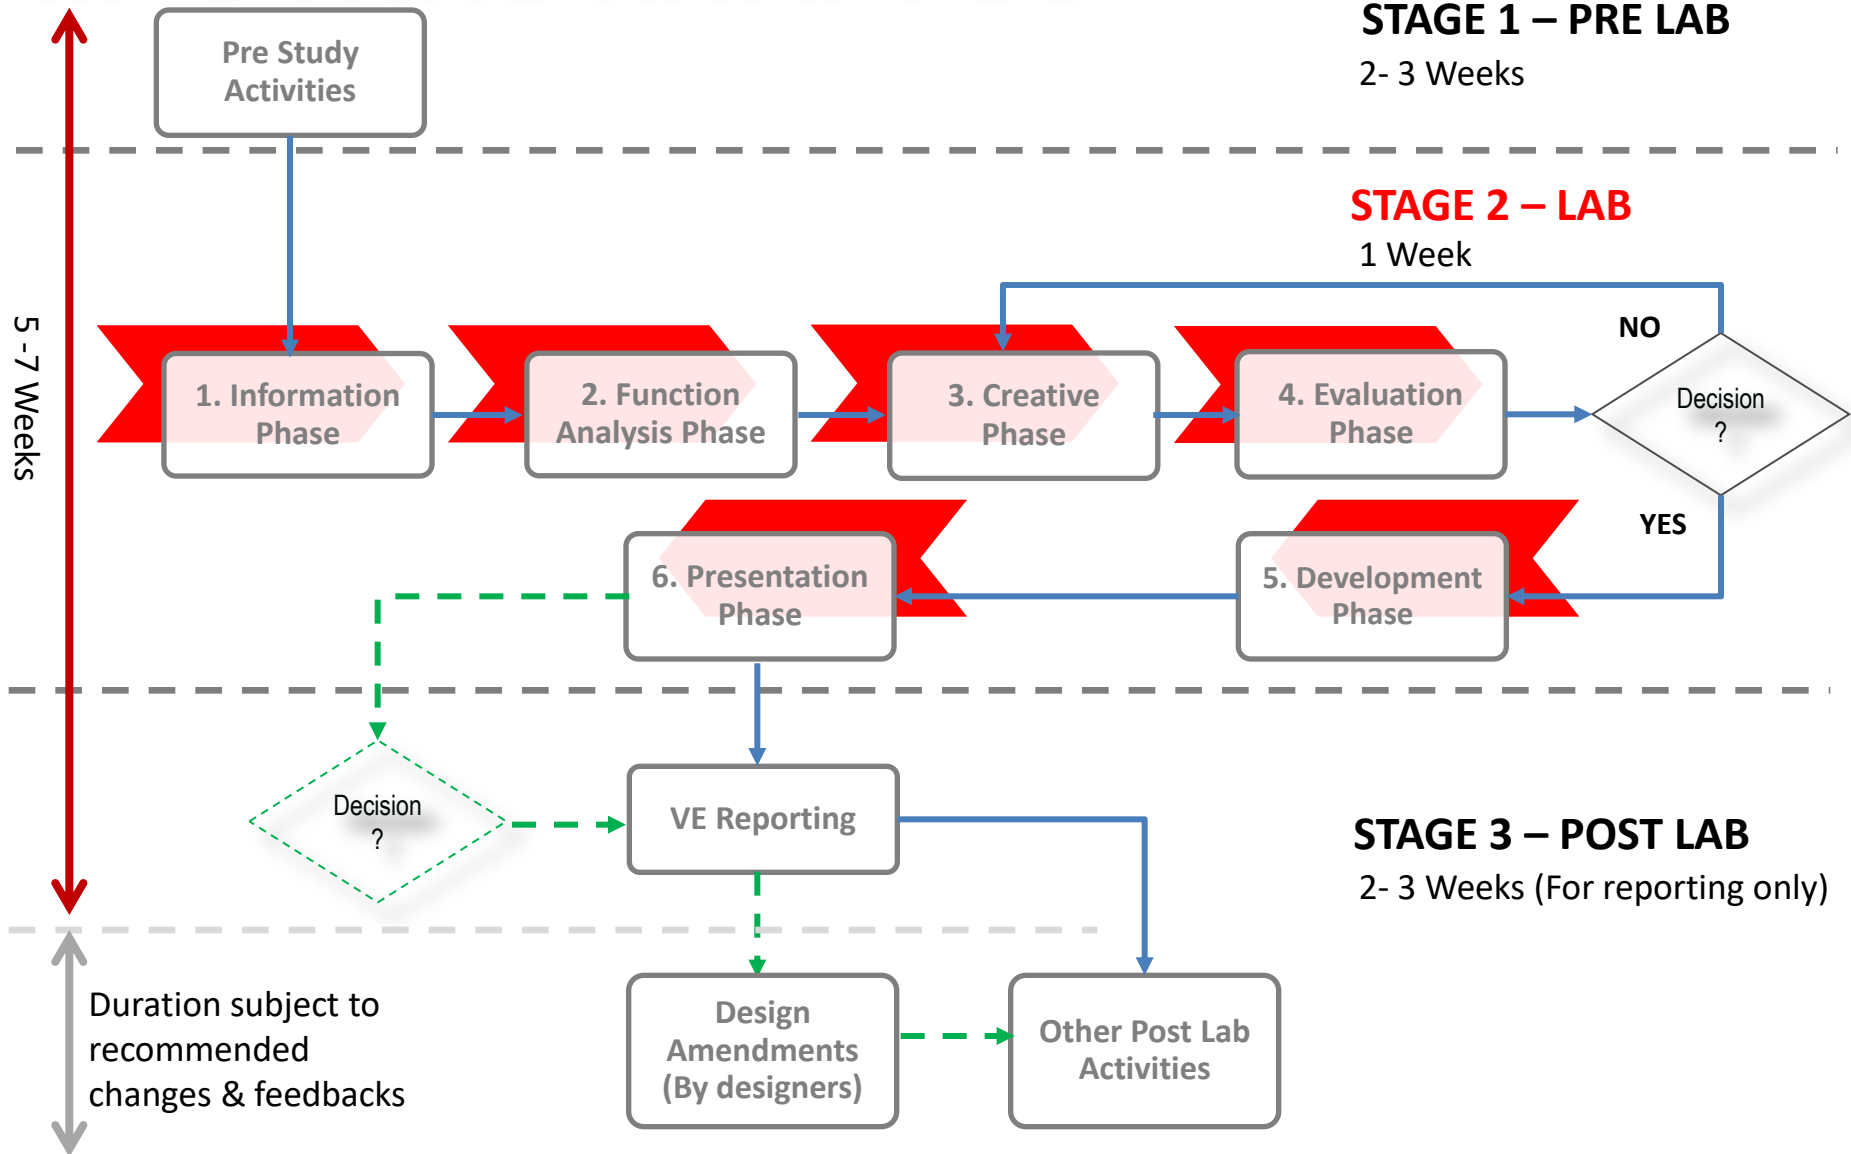 Pre Study
Activities
STAGE 1 – PRE LAB
2- 3 Weeks
STAGE 2 – LAB
1 Week
5 -7 Weeks
1. Information
Phase
2. Function
Analysis Phase
3. Creative
Phase
4. Evaluation
Phase
NO
Decision
?
YES
6. Presentation
Phase
5. Development
Phase
Decision
?
VE Reporting
STAGE 3 – POST LAB
2- 3 Weeks (For reporting only)
Duration subject to
recommended
changes & feedbacks
Design
Amendments
(By designers)
Other Post Lab
Activities